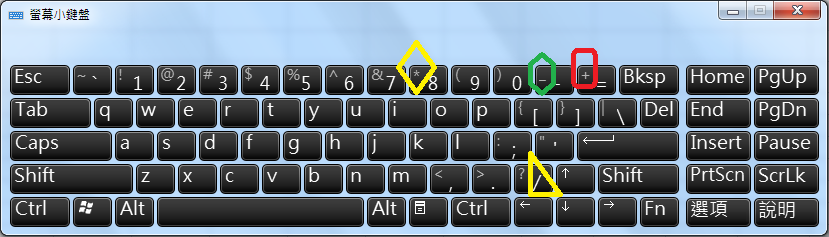 螢幕小鍵盤
Esc ~ ` ! 1 @ 2 # 3 $ 4 % 5 ^ 6 & 7 * 8 ( 9 ) 0 _ - + = Bksp Home PgUp
Tab q w e r t y u i o p { [ } ] | \ Del End PgDn
Caps a s d f g h j k l : ; " ' Insert Pause
Shift z x c v b n m < , > . ? / ↑ Shift PrtScn ScrLk
Ctrl Alt Alt Ctrl ← ↓ → Fn 選項 說明